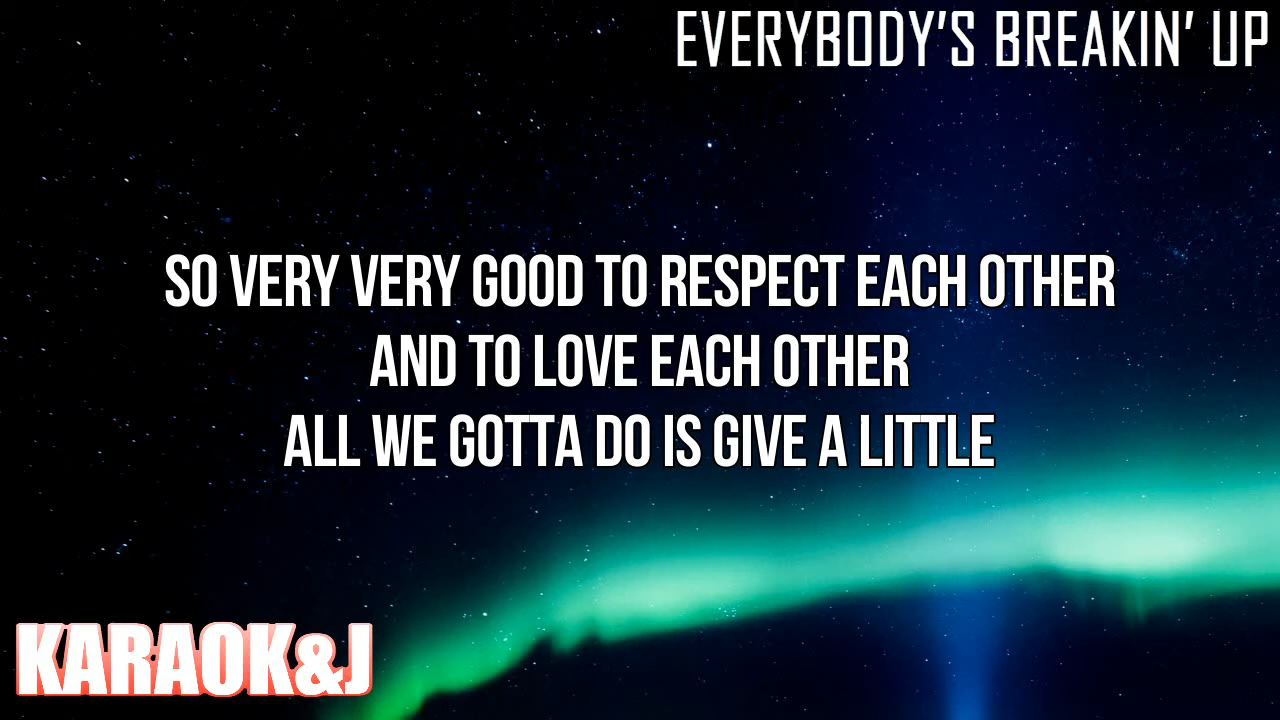 EVERYBODY'S BREAKIN' UP
SO VERY VERY GOOD TO RESPECT EACH OTHER
AND TO LOVE EACH OTHER
ALL WE GOTTA DO IS GIVE A LITTLE
KARAOK&J